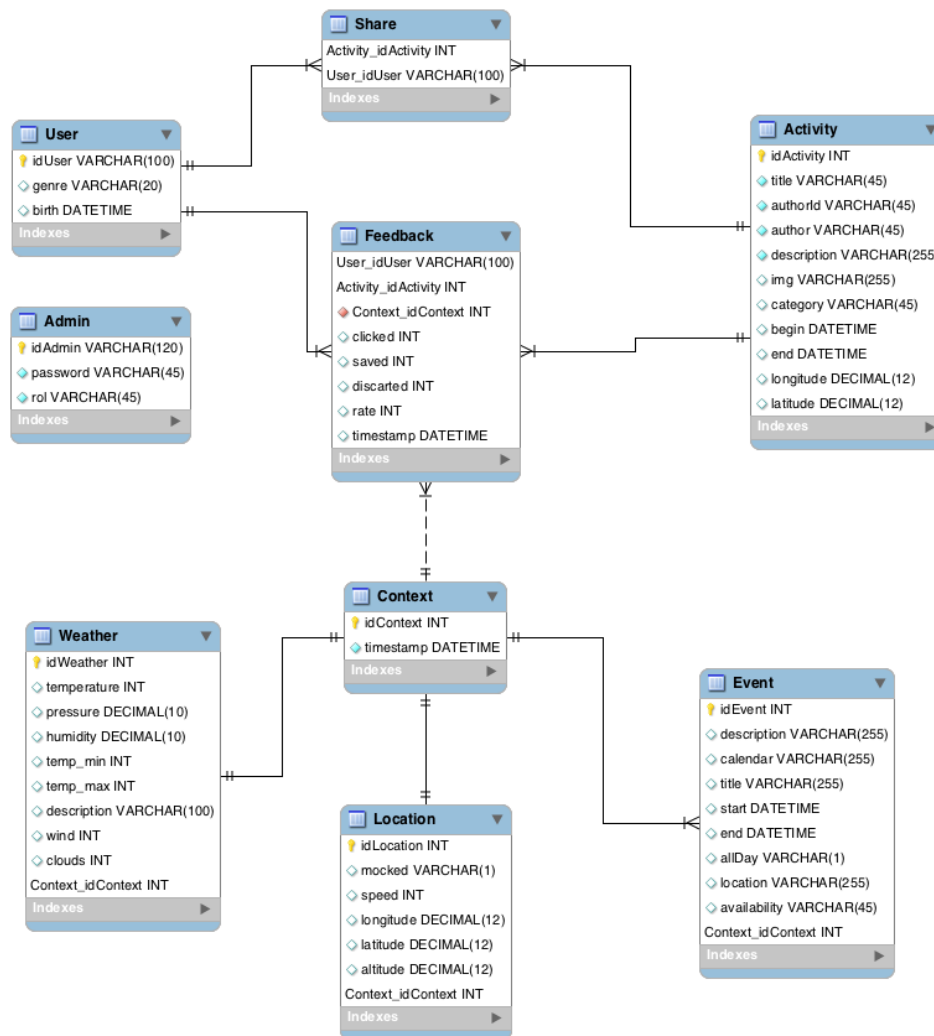 Share
Activity_idActivity INT
User_idUser VARCHAR(100)
Indexes
User
idUser VARCHAR(100)
genre VARCHAR(20)
birth DATETIME
Indexes
Activity
idActivity INT
title VARCHAR(45)
authorId VARCHAR(45)
author VARCHAR(45)
description VARCHAR(255
img VARCHAR(255)
category VARCHAR(45)
begin DATETIME
end DATETIME
longitude DECIMAL(12)
latitude DECIMAL(12)
Indexes
Feedback
User_idUser VARCHAR(100)
Activity_idActivity INT
Context_idContext INT
clicked INT
saved INT
discarted INT
rate INT
timestamp DATETIME
Indexes
Admin
idAdmin VARCHAR(120)
password VARCHAR(45)
rol VARCHAR(45)
Indexes
Context
idContext INT
timestamp DATETIME
Indexes
Weather
idWeather INT
temperature INT
pressure DECIMAL(10)
humidity DECIMAL(10)
temp_min INT
temp_max INT
description VARCHAR(100)
wind INT
clouds INT
Context_idContext INT
Indexes
Event
idEvent INT
description VARCHAR(255)
calendar VARCHAR(255)
title VARCHAR(255)
start DATETIME
end DATETIME
allDay VARCHAR(1)
location VARCHAR(255)
availability VARCHAR(45)
Context_idContext INT
Indexes
Location
idLocation INT
mocked VARCHAR(1)
speed INT
longitude DECIMAL(12)
latitude DECIMAL(12)
altitude DECIMAL(12)
Context_idContext INT
Indexes